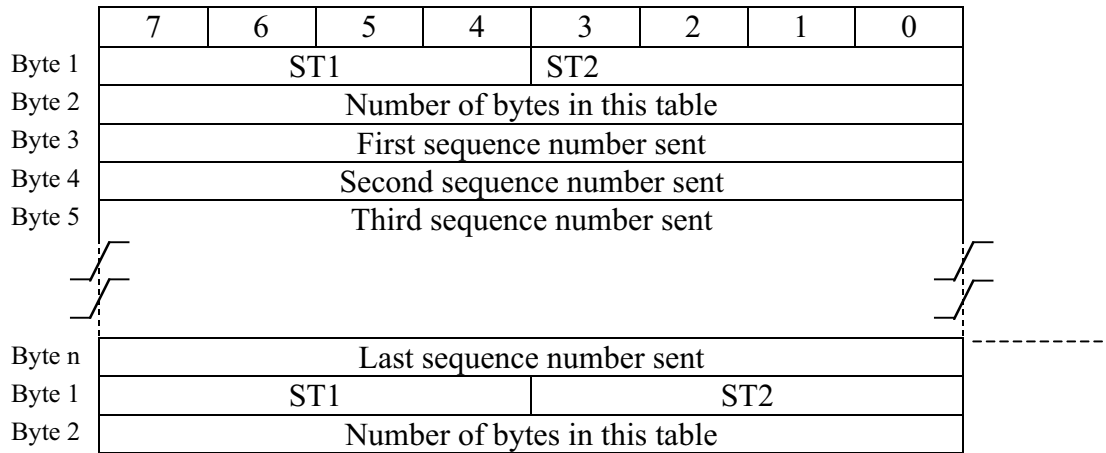 7 6 5 4 3 2 1 0
Byte 1 ST1 ST2
Byte 2 Number of bytes in this table
Byte 3 First sequence number sent
Byte 4 Second sequence number sent
Byte 5 Third sequence number sent
Byte n Last sequence number sent
Byte 1 ST1 ST2
Byte 2 Number of bytes in this table